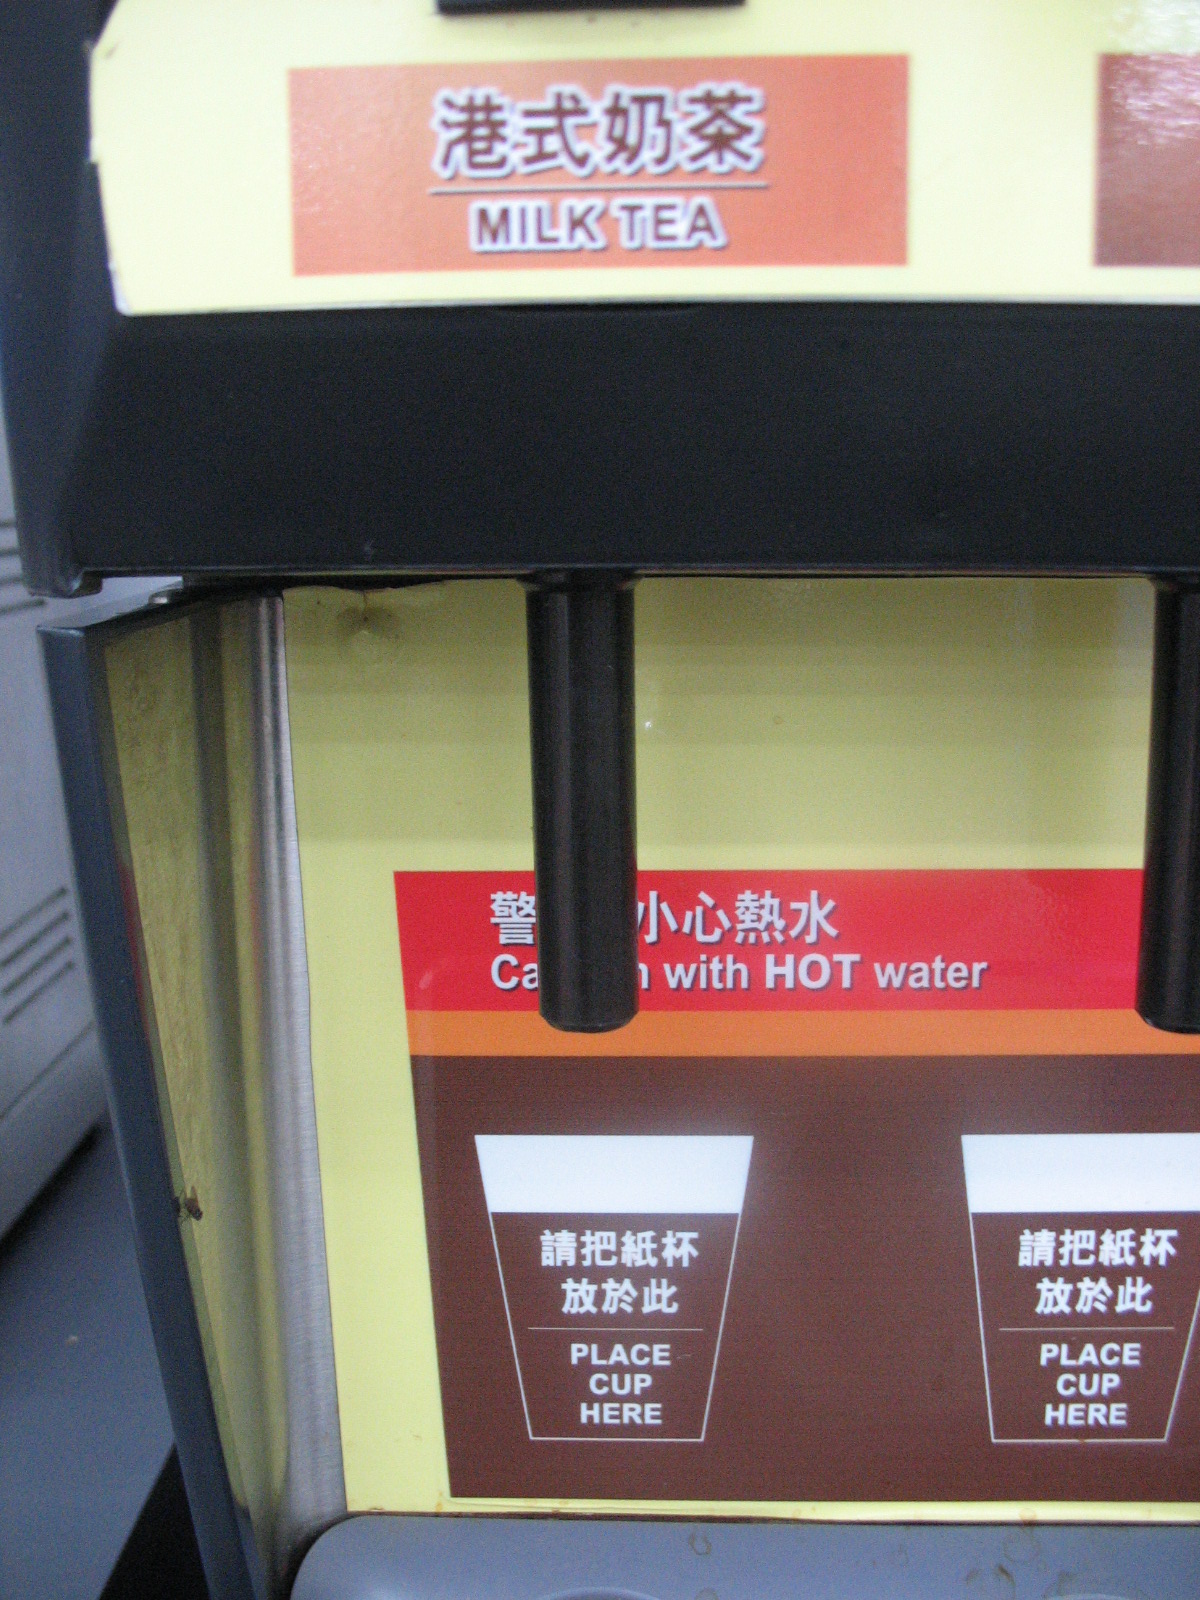 港式奶茶
MILK TEA
警 小心熱水
Ca n with HOT water
請把紙杯
放於此
PLACE
CUP
HERE
請把紙杯
放於此
PLACE
CUP
HERE